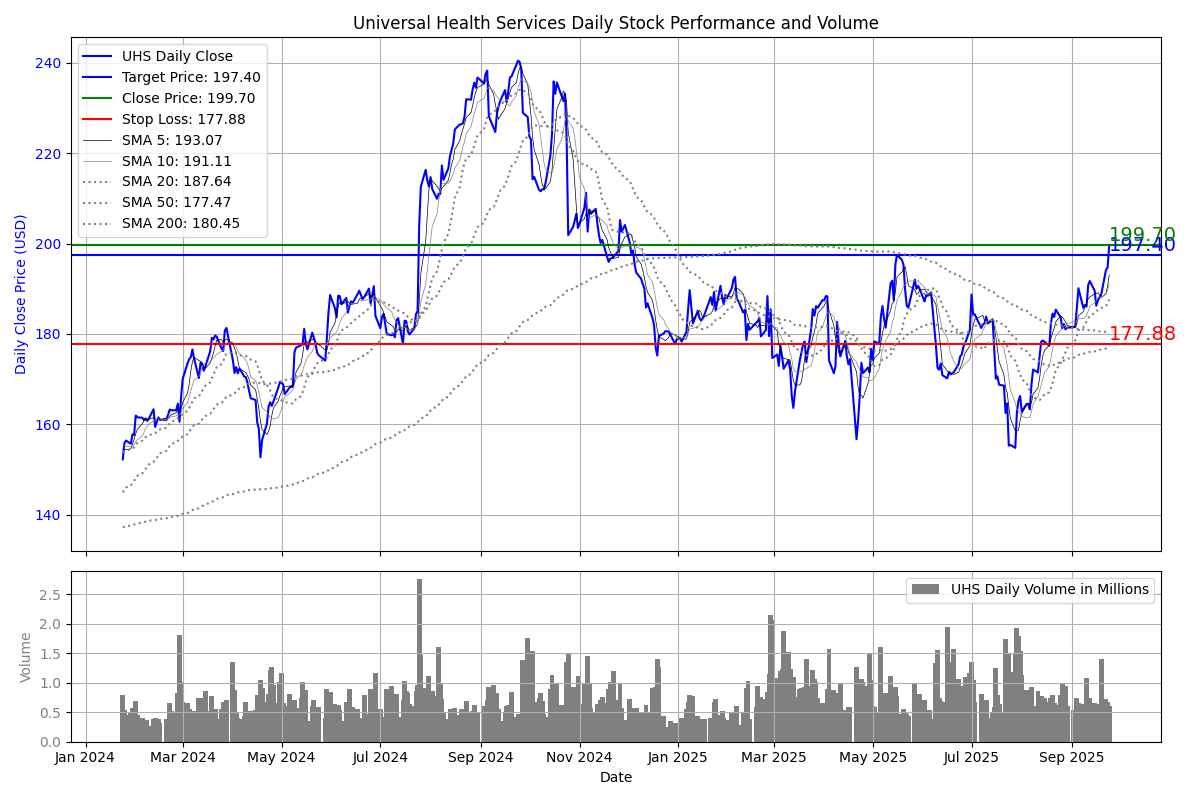 Universal Health Services Daily Stock Performance and Volume
UHS Daily Close
Target Price: 197.40
Close Price: 199.70
Stop Loss: 177.88
SMA 5: 193.07
SMA 10: 191.11
SMA 20: 187.64
SMA 50: 177.47
SMA 200: 180.45
Daily Close Price (USD)
240
220
200
180
160
140
199.70
197.40
177.88
UHS Daily Volume in Millions
Volume
2.5
2.0
1.5
1.0
0.5
0.0
Jan 2024 Mar 2024 May 2024 Jul 2024 Sep 2024 Nov 2024 Jan 2025 Mar 2025 May 2025 Jul 2025 Sep 2025
Date